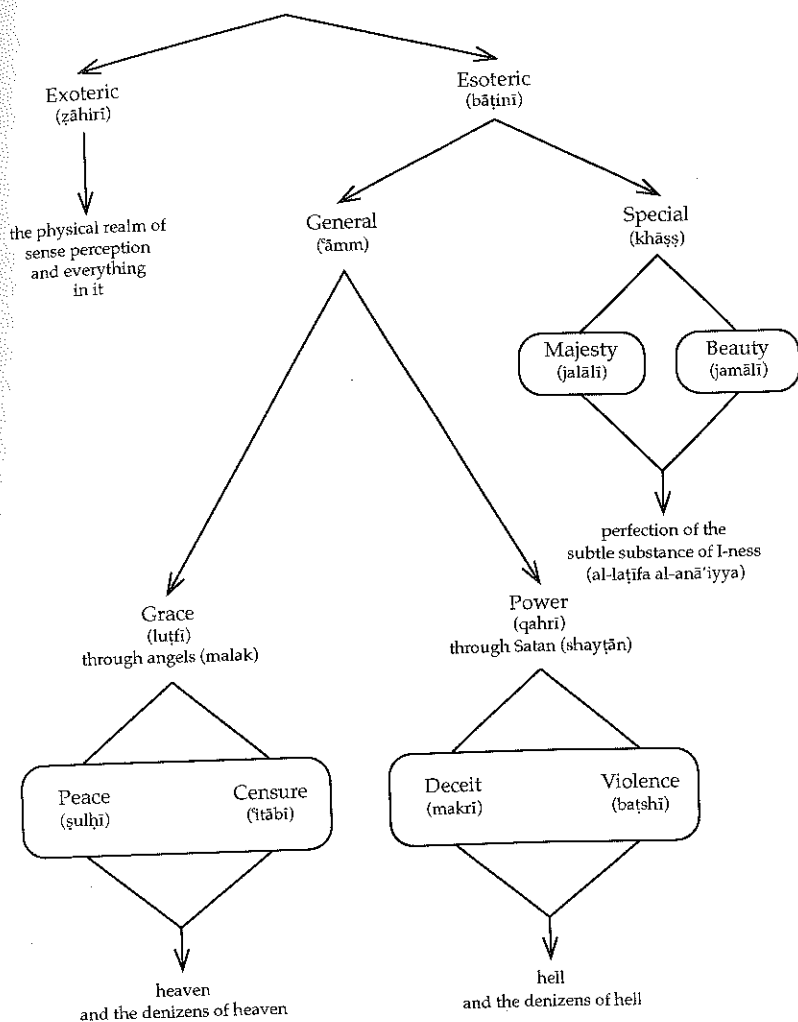 Exoteric
(ẓāhirī)
Esoteric
(bāṭinī)
the physical realm of
sense perception
and everything
in it
General
(ʿāmm)
Special
(khāṣṣ)
Majesty
(jalālī)
Beauty
(jamālī)
perfection of the
subtle substance of I-ness
(al-laṭīfa al-anā'iyya)
Grace
(luṭfī)
through angels (malak)
Power
(qahrī)
through Satan (shayṭān)
Peace
(ṣulḥī)
Censure
(ʿitābī)
Deceit
(makrī)
Violence
(baṭshī)
heaven
and the denizens of heaven
hell
and the denizens of hell